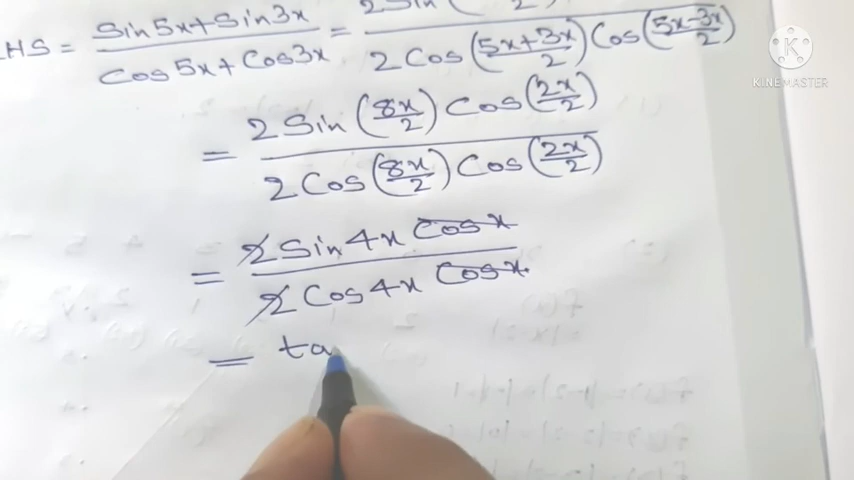 LHS = Sin5x+Sin3x / Cos5x+Cos3x = 2Sin / 2Cos(5x+3x/2)Cos(5x-3x/2)
KINEMASTER
= 2Sin(8x/2)Cos(2x/2) / 2Cos(8x/2)Cos(2x/2)
= 2Sin4x Cosx / 2Cos4x Cosx.
= ta